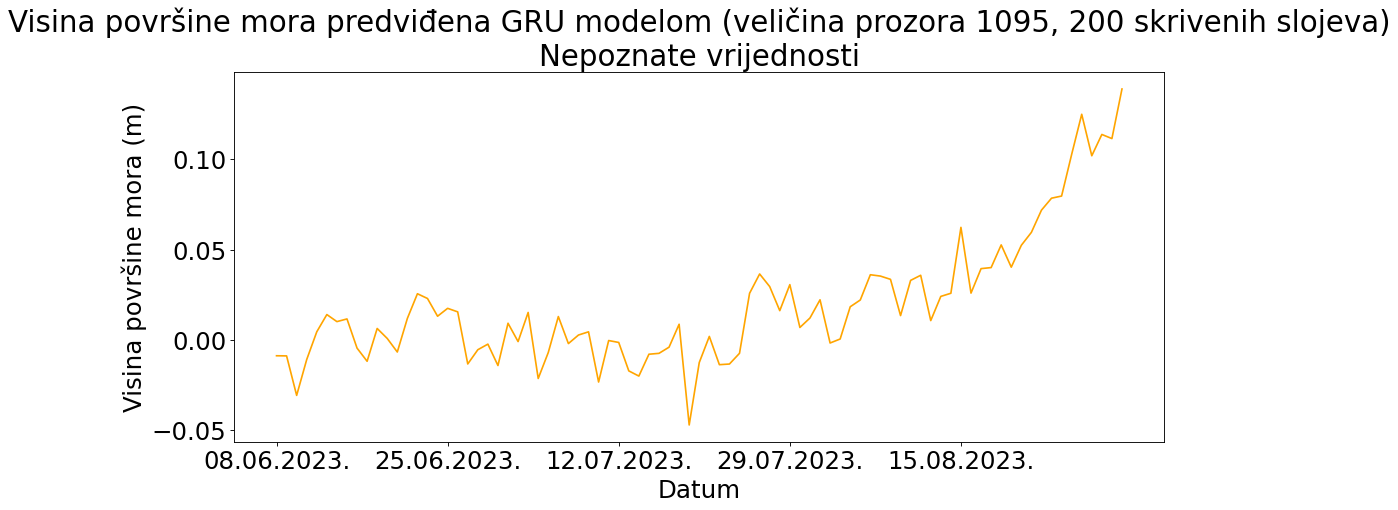 Visina površine mora predviđena GRU modelom (veličina prozora 1095, 200 skrivenih slojeva)
Nepoznate vrijednosti
Visina površine mora (m)
0.10
0.05
0.00
−0.05
08.06.2023. 25.06.2023. 12.07.2023. 29.07.2023. 15.08.2023.
Datum